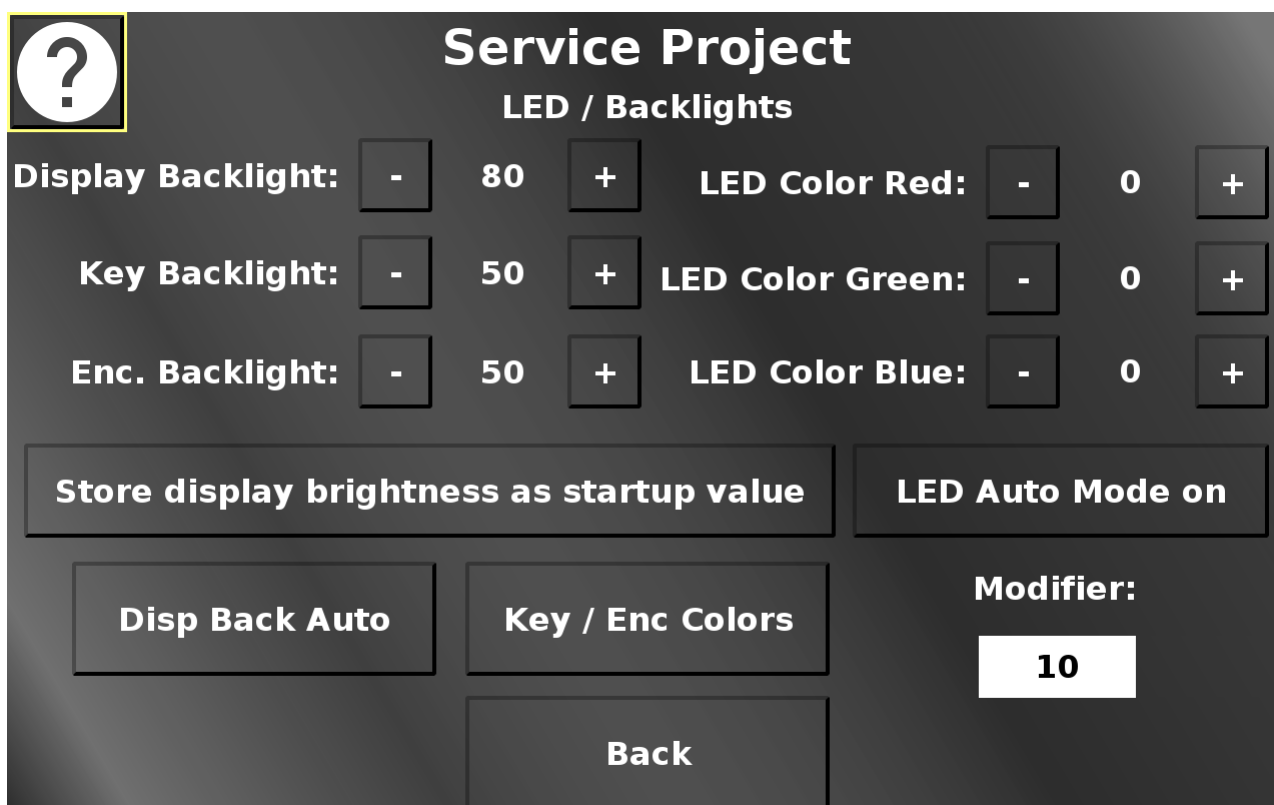 ?
Service Project
LED / Backlights
Display Backlight: - 80 +
LED Color Red: - 0 +
Key Backlight: - 50 +
LED Color Green: - 0 +
Enc. Backlight: - 50 +
LED Color Blue: - 0 +
Store display brightness as startup value
LED Auto Mode on
Disp Back Auto
Key / Enc Colors
Modifier:
10
Back